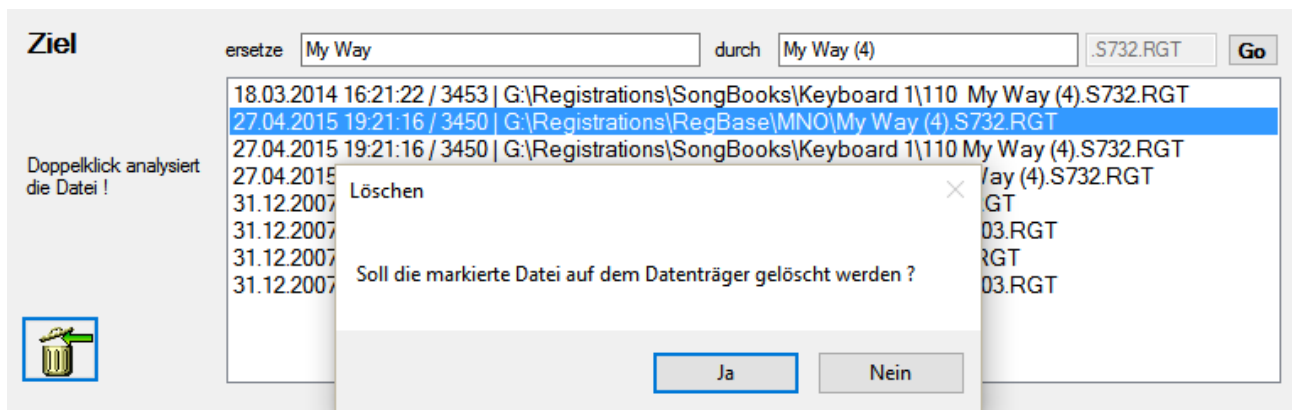 Ziel
ersetze My Way durch My Way (4) .S732.RGT Go
18.03.2014 16:21:22 / 3453 | G:\Registrations\SongBooks\Keyboard 1\110  My Way (4).S732.RGT
27.04.2015 19:21:16 / 3450 | G:\Registrations\RegBase\MNO\My Way (4).S732.RGT
27.04.2015 19:21:16 / 3450 | G:\Registrations\SongBooks\Keyboard 1\110 My Way (4).S732.RGT
Doppelklick analysiert
die Datei !
27.04.2015 Way (4).S732.RGT
31.12.2007 .GT
31.12.2007 03.RGT
31.12.2007 RGT
31.12.2007 03.RGT
Löschen
Soll die markierte Datei auf dem Datenträger gelöscht werden ?
Ja Nein